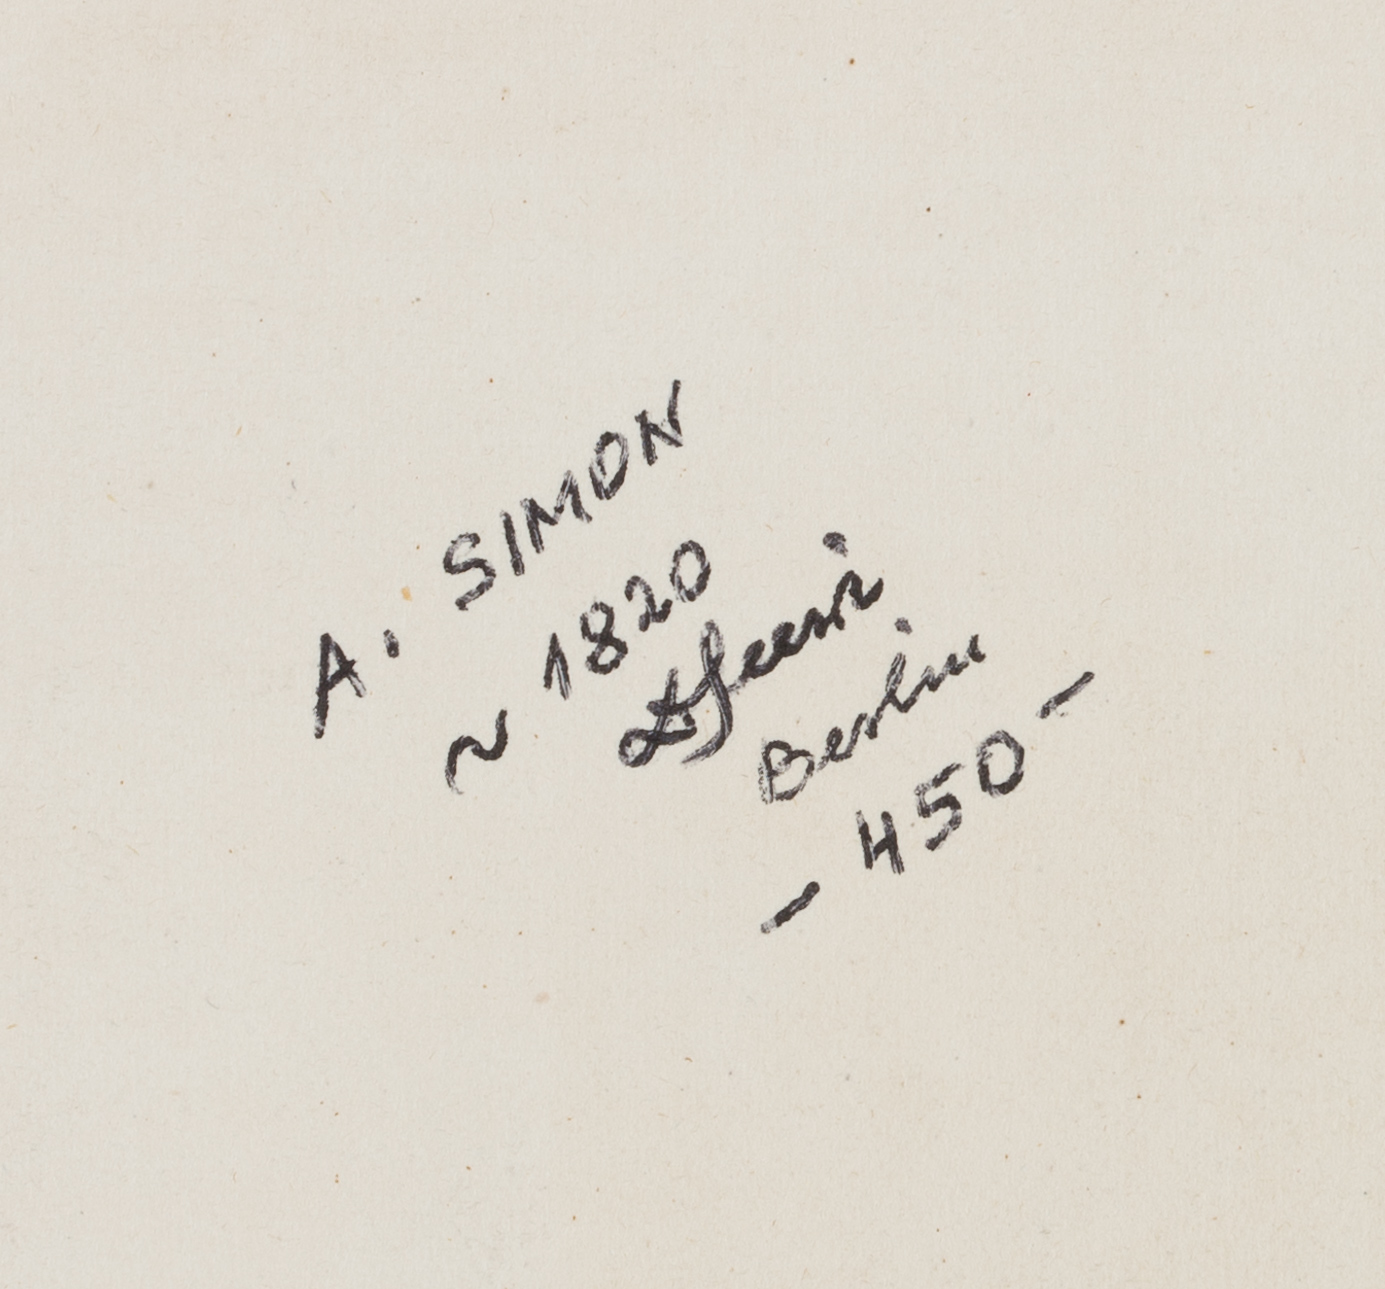 A. SIMON
~ 1820
Berlin
- 450 -